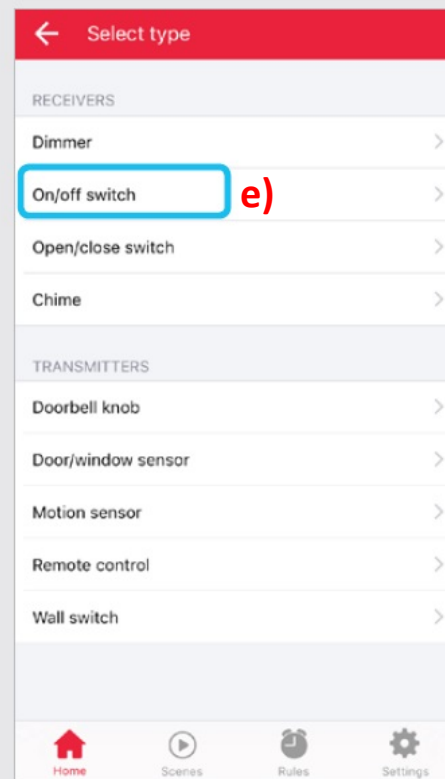 Select type
RECEIVERS
Dimmer
On/off switch e)
Open/close switch
Chime
TRANSMITTERS
Doorbell knob
Door/window sensor
Motion sensor
Remote control
Wall switch
Home Scenes Rules Settings